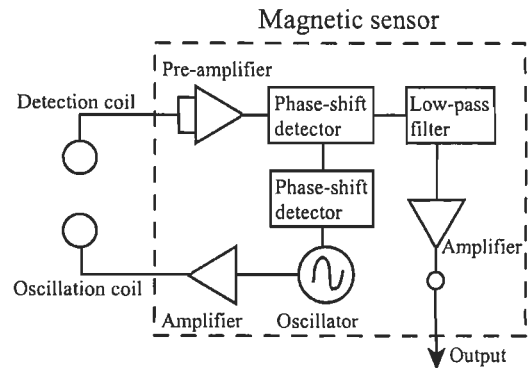 Magnetic sensor
Pre-amplifier
Detection coil
Phase-shift
detector
Low-pass
filter
Phase-shift
detector
Amplifier
Oscillation coil
Amplifier
Oscillator
Output